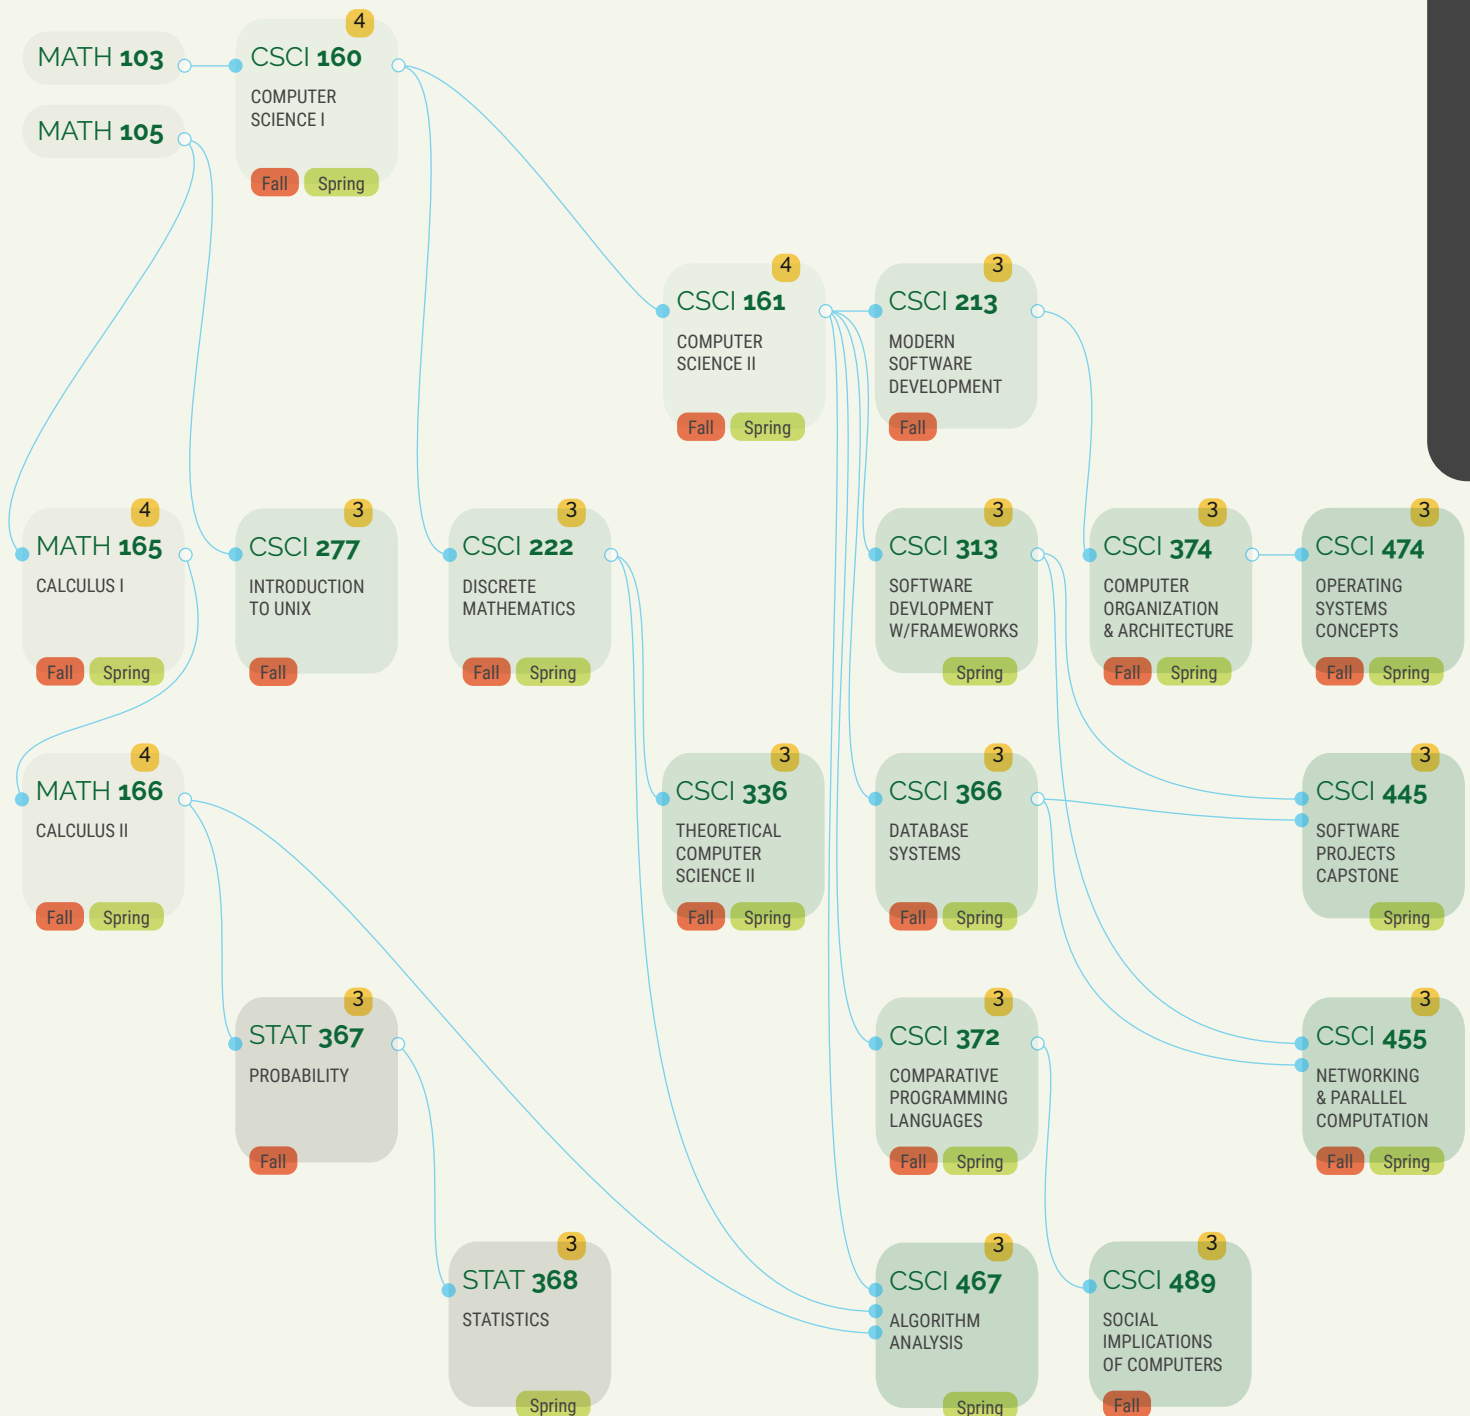 4
MATH 103
CSCI 160
COMPUTER
SCIENCE I
MATH 105
Fall Spring
4
CSCI 161
COMPUTER
SCIENCE II
Fall Spring
3
CSCI 213
MODERN
SOFTWARE
DEVELOPMENT
Fall
4
MATH 165
CALCULUS I
Fall Spring
3
CSCI 277
INTRODUCTION
TO UNIX
Fall
3
CSCI 222
DISCRETE
MATHEMATICS
Fall Spring
3
CSCI 313
SOFTWARE
DEVLOPMENT
W/FRAMEWORKS
Spring
3
CSCI 374
COMPUTER
ORGANIZATION
& ARCHITECTURE
Fall Spring
3
CSCI 474
OPERATING
SYSTEMS
CONCEPTS
Fall Spring
4
MATH 166
CALCULUS II
Fall Spring
3
CSCI 336
THEORETICAL
COMPUTER
SCIENCE II
Fall Spring
3
CSCI 366
DATABASE
SYSTEMS
Fall Spring
3
CSCI 445
SOFTWARE
PROJECTS
CAPSTONE
Spring
3
STAT 367
PROBABILITY
Fall
3
CSCI 372
COMPARATIVE
PROGRAMMING
LANGUAGES
Fall Spring
3
CSCI 455
NETWORKING
& PARALLEL
COMPUTATION
Fall Spring
3
STAT 368
STATISTICS
Spring
3
CSCI 467
ALGORITHM
ANALYSIS
Spring
3
CSCI 489
SOCIAL
IMPLICATIONS
OF COMPUTERS
Fall